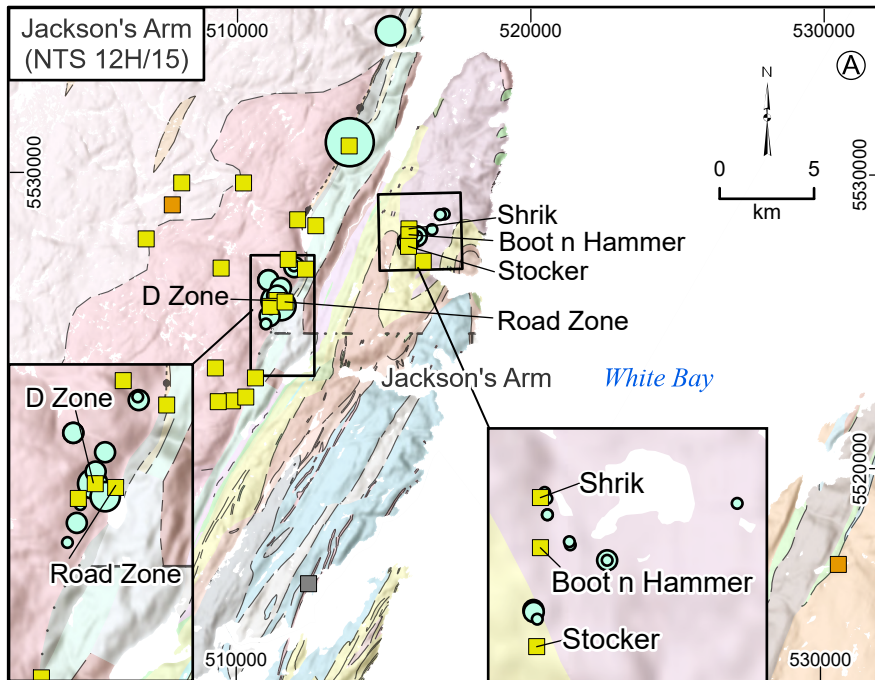 Jackson's Arm
(NTS 12H/15)
510000
520000
530000
A
N
5530000
5530000
0
5
km
Shrik
Boot n Hammer
Stocker
D Zone
Road Zone
Jackson's Arm
White Bay
D Zone
Road Zone
Shrik
Boot n Hammer
Stocker
5520000
510000
530000